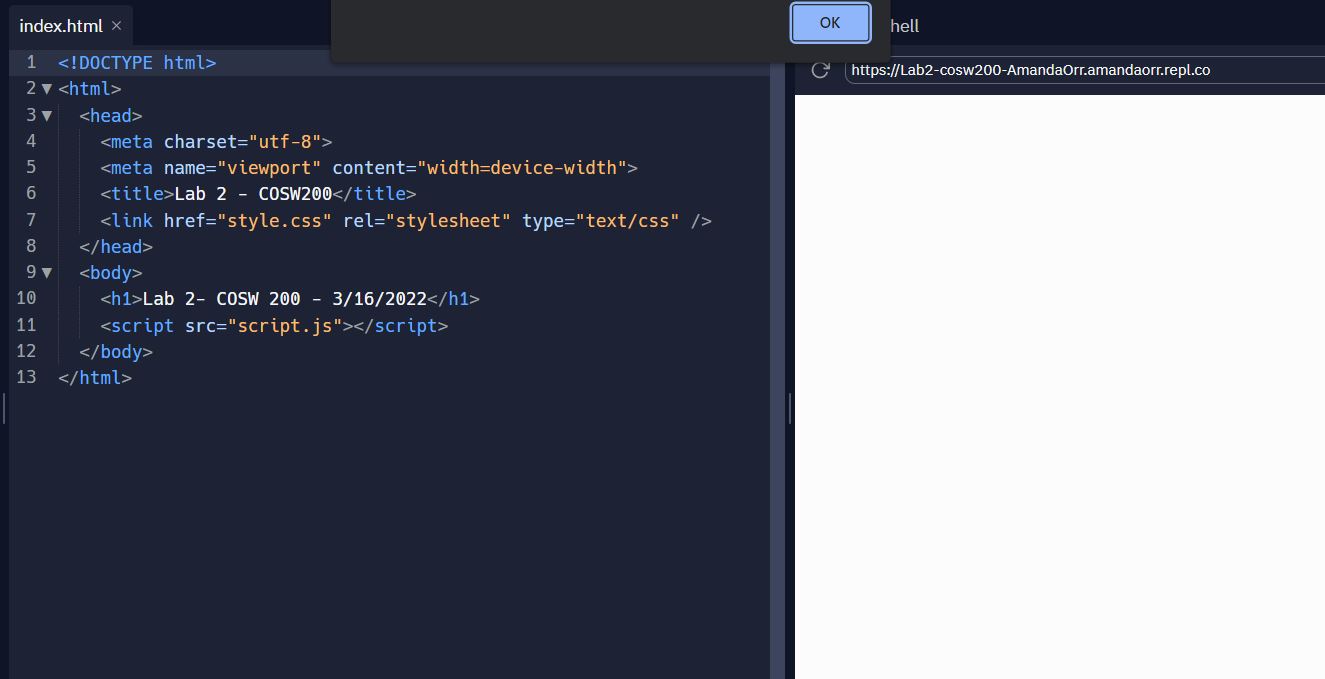 index.html ×
OK
hell
https://Lab2-cosw200-AmandaOrr.amandaorr.repl.co
1 <!DOCTYPE html>
2 <html>
3 <head>
4 <meta charset="utf-8">
5 <meta name="viewport" content="width=device-width">
6 <title>Lab 2 - COSW200</title>
7 <link href="style.css" rel="stylesheet" type="text/css" />
8 </head>
9 <body>
10 <h1>Lab 2- COSW 200 - 3/16/2022</h1>
11 <script src="script.js"></script>
12 </body>
13 </html>